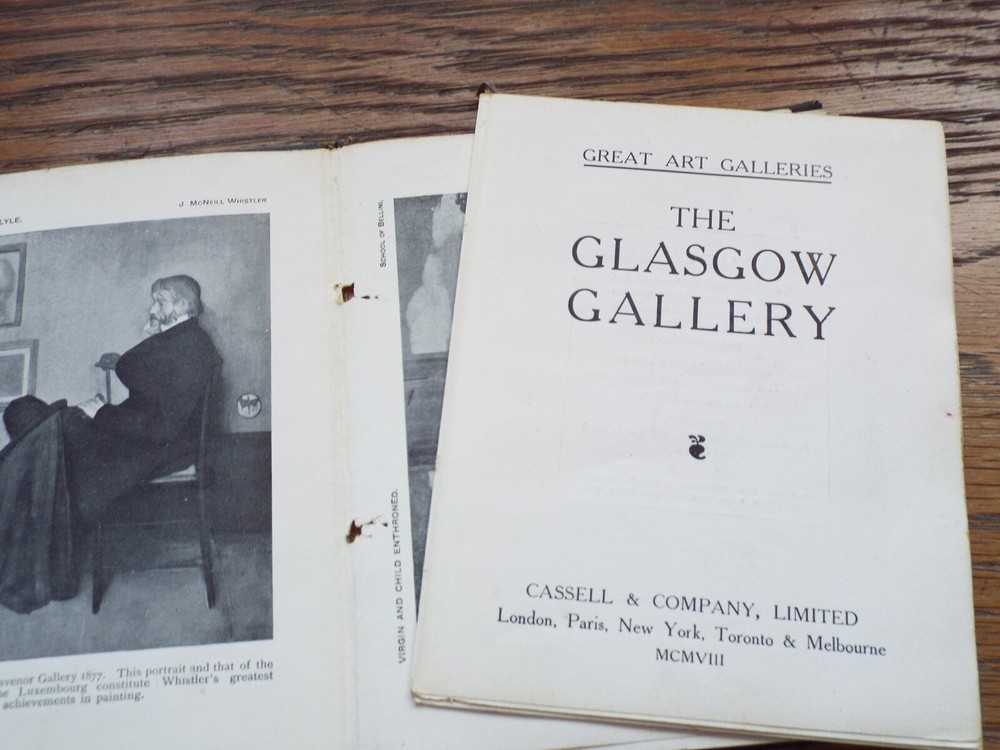 LYLE.
J. McNEILL WHISTLER
svenor Gallery 1877. This portrait and that of the
Luxembourg constitute Whistler's greatest
achievements in painting.
SCHOOL OF BELLINI.
VIRGIN AND CHILD ENTHRONED.
GREAT ART GALLERIES
THE
GLASGOW
GALLERY
CASSELL & COMPANY, LIMITED
London, Paris, New York, Toronto & Melbourne
MCMVIII